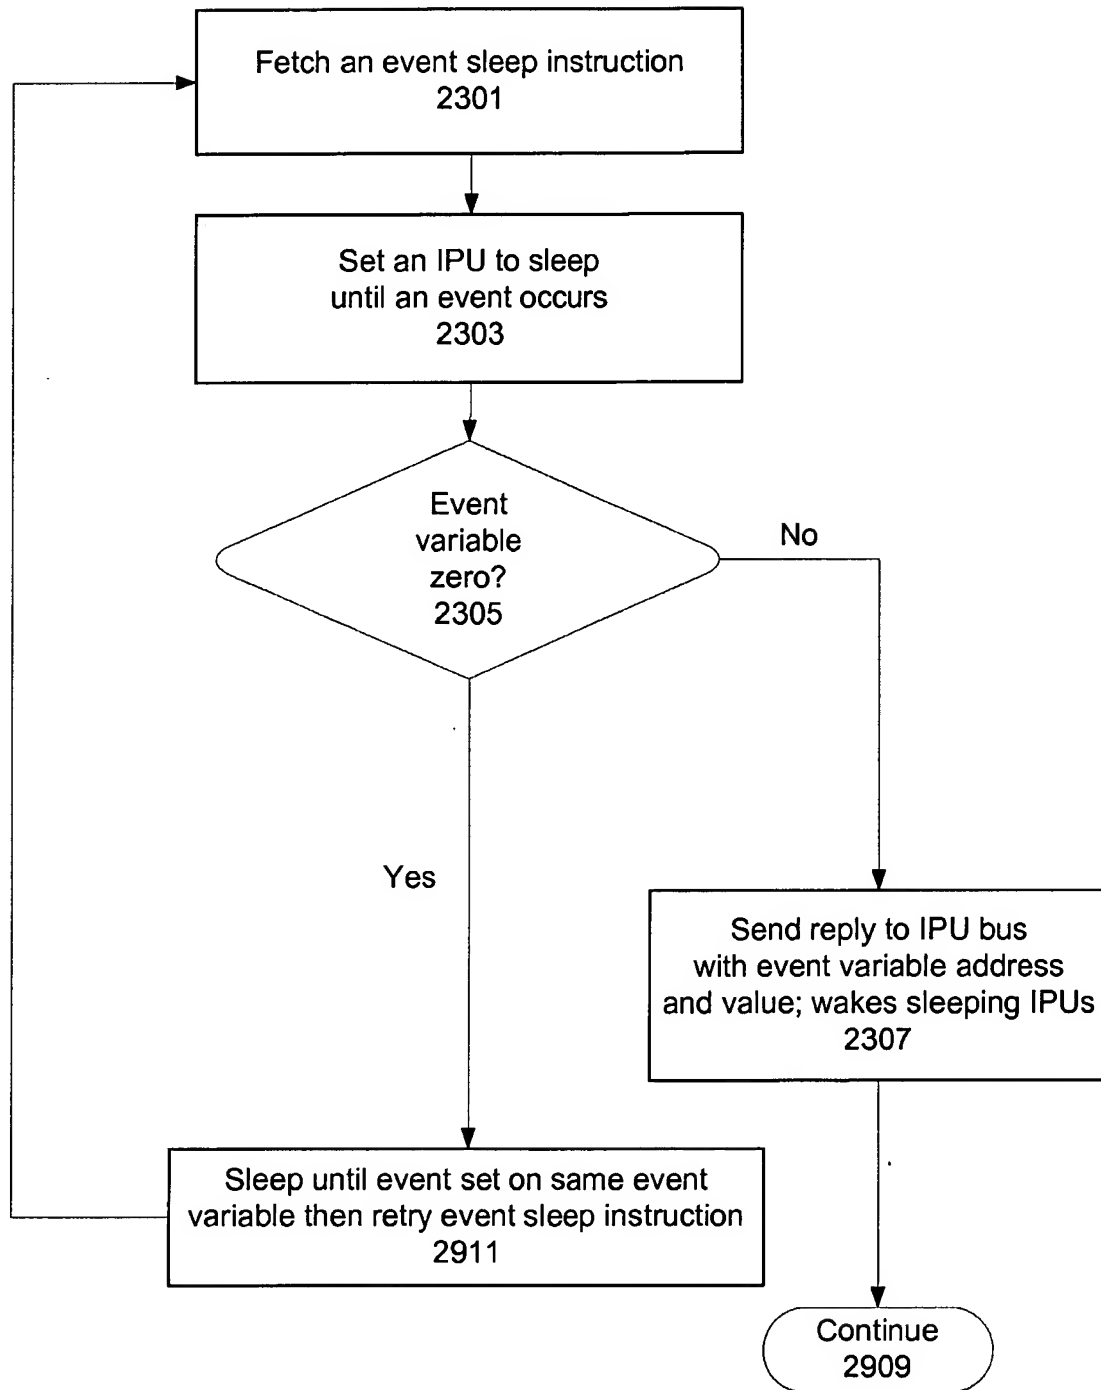 Fetch an event sleep instruction
2301
Set an IPU to sleep
until an event occurs
2303
Event
variable
zero?
2305
No
Yes
Send reply to IPU bus
with event variable address
and value; wakes sleeping IPUs
2307
Sleep until event set on same event
variable then retry event sleep instruction
2911
Continue
2909